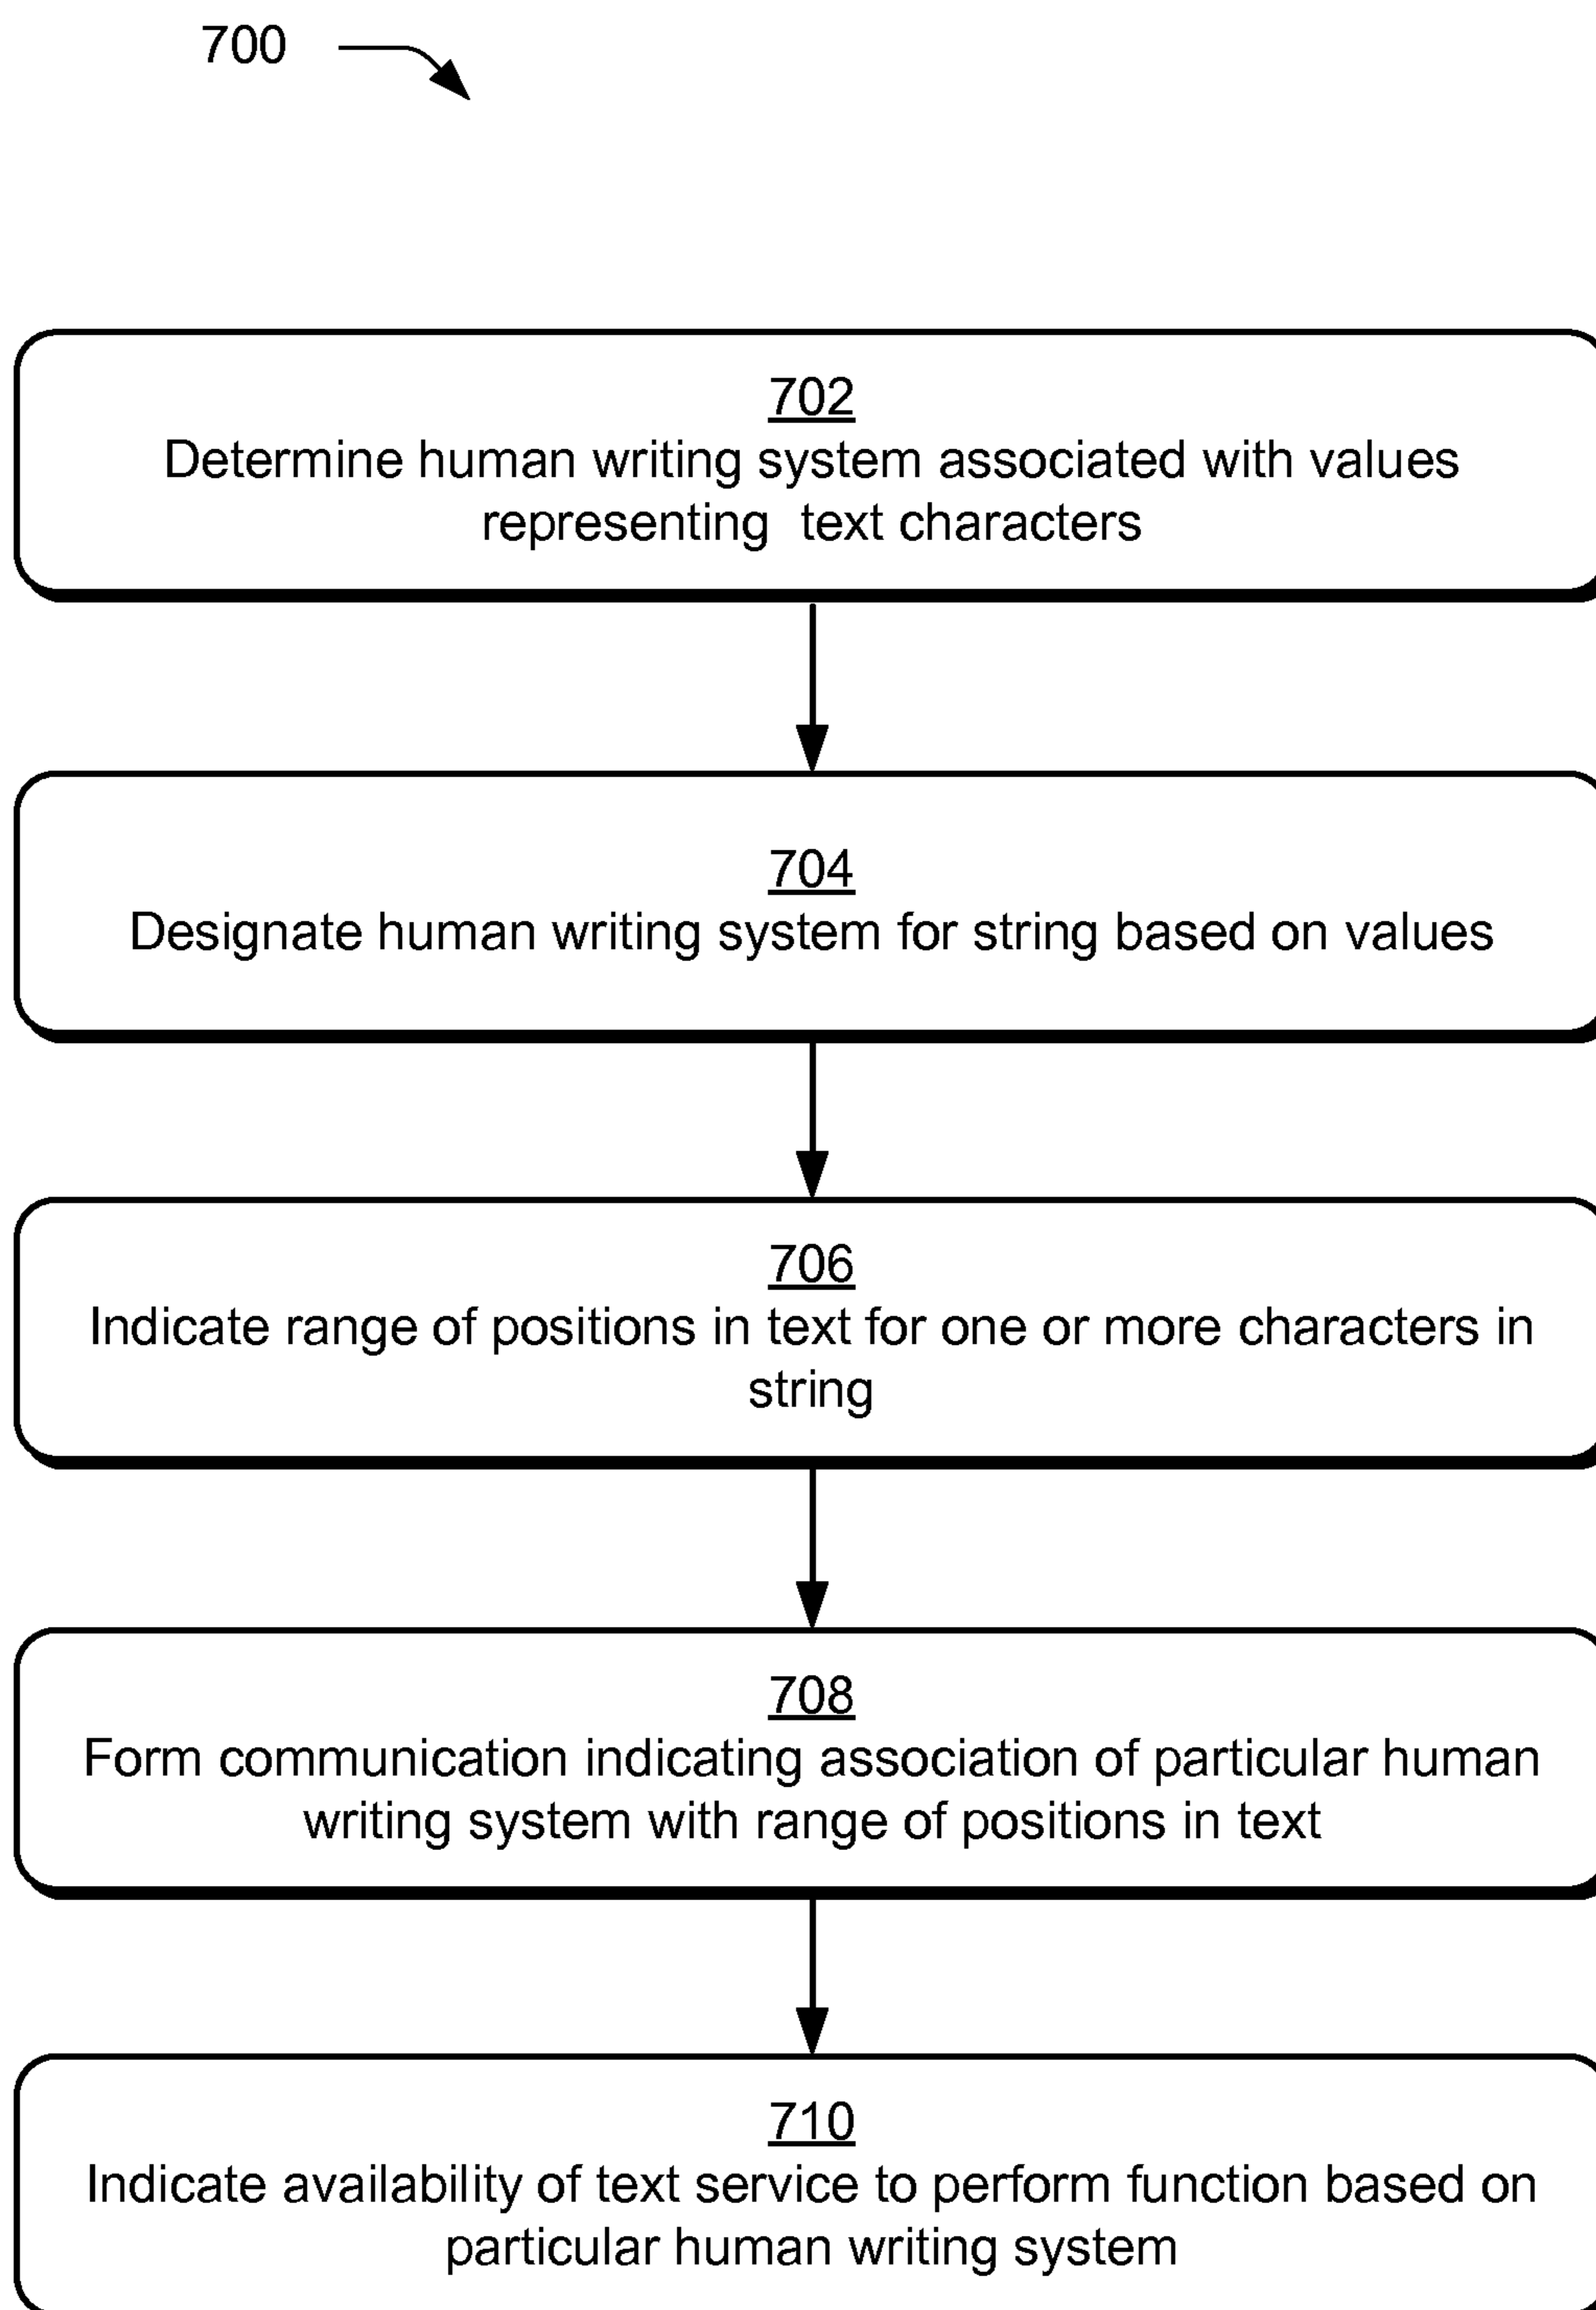 700
702
Determine human writing system associated with values
representing text characters
704
Designate human writing system for string based on values
706
Indicate range of positions in text for one or more characters in
string
708
Form communication indicating association of particular human
writing system with range of positions in text
710
Indicate availability of text service to perform function based on
particular human writing system